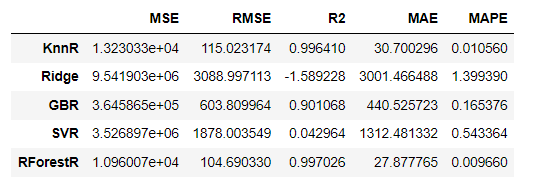 MSE RMSE R2 MAE MAPE
KnnR 1.323033e+04 115.023174 0.996410 30.700296 0.010560
Ridge 9.541903e+06 3088.997113 -1.589228 3001.466488 1.399390
GBR 3.645865e+05 603.809964 0.901068 440.525723 0.165376
SVR 3.526897e+06 1878.003549 0.042964 1312.481332 0.543364
RForestR 1.096007e+04 104.690330 0.997026 27.877765 0.009660